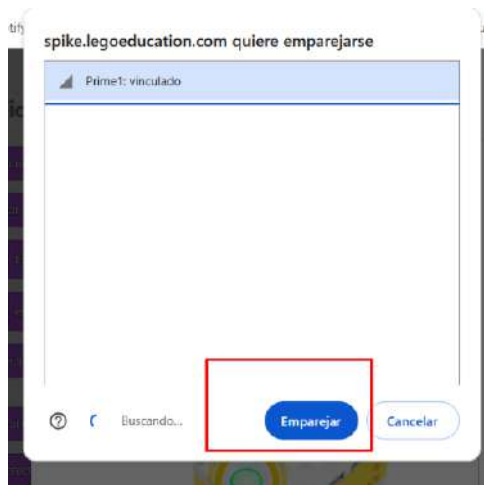 spike.legoeducation.com quiere emparejarse
Prime1: vinculado
Buscando...
Emparejar
Cancelar